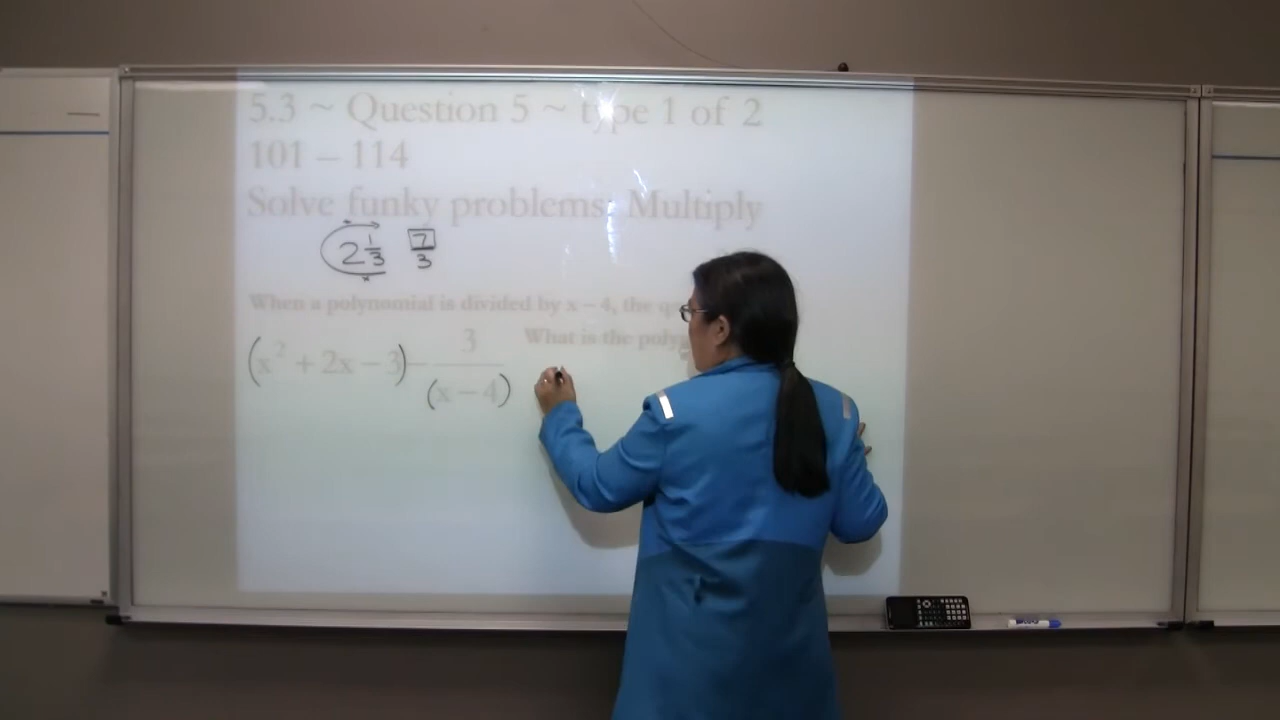 5.3 ~ Question 5 ~ type 1 of 2
101 – 114
Solve funky problems: Multiply
2 1/3 7/3
When a polynomial is divided by x – 4, the
What is the
(x² + 2x – 3) – 3/(x – 4)